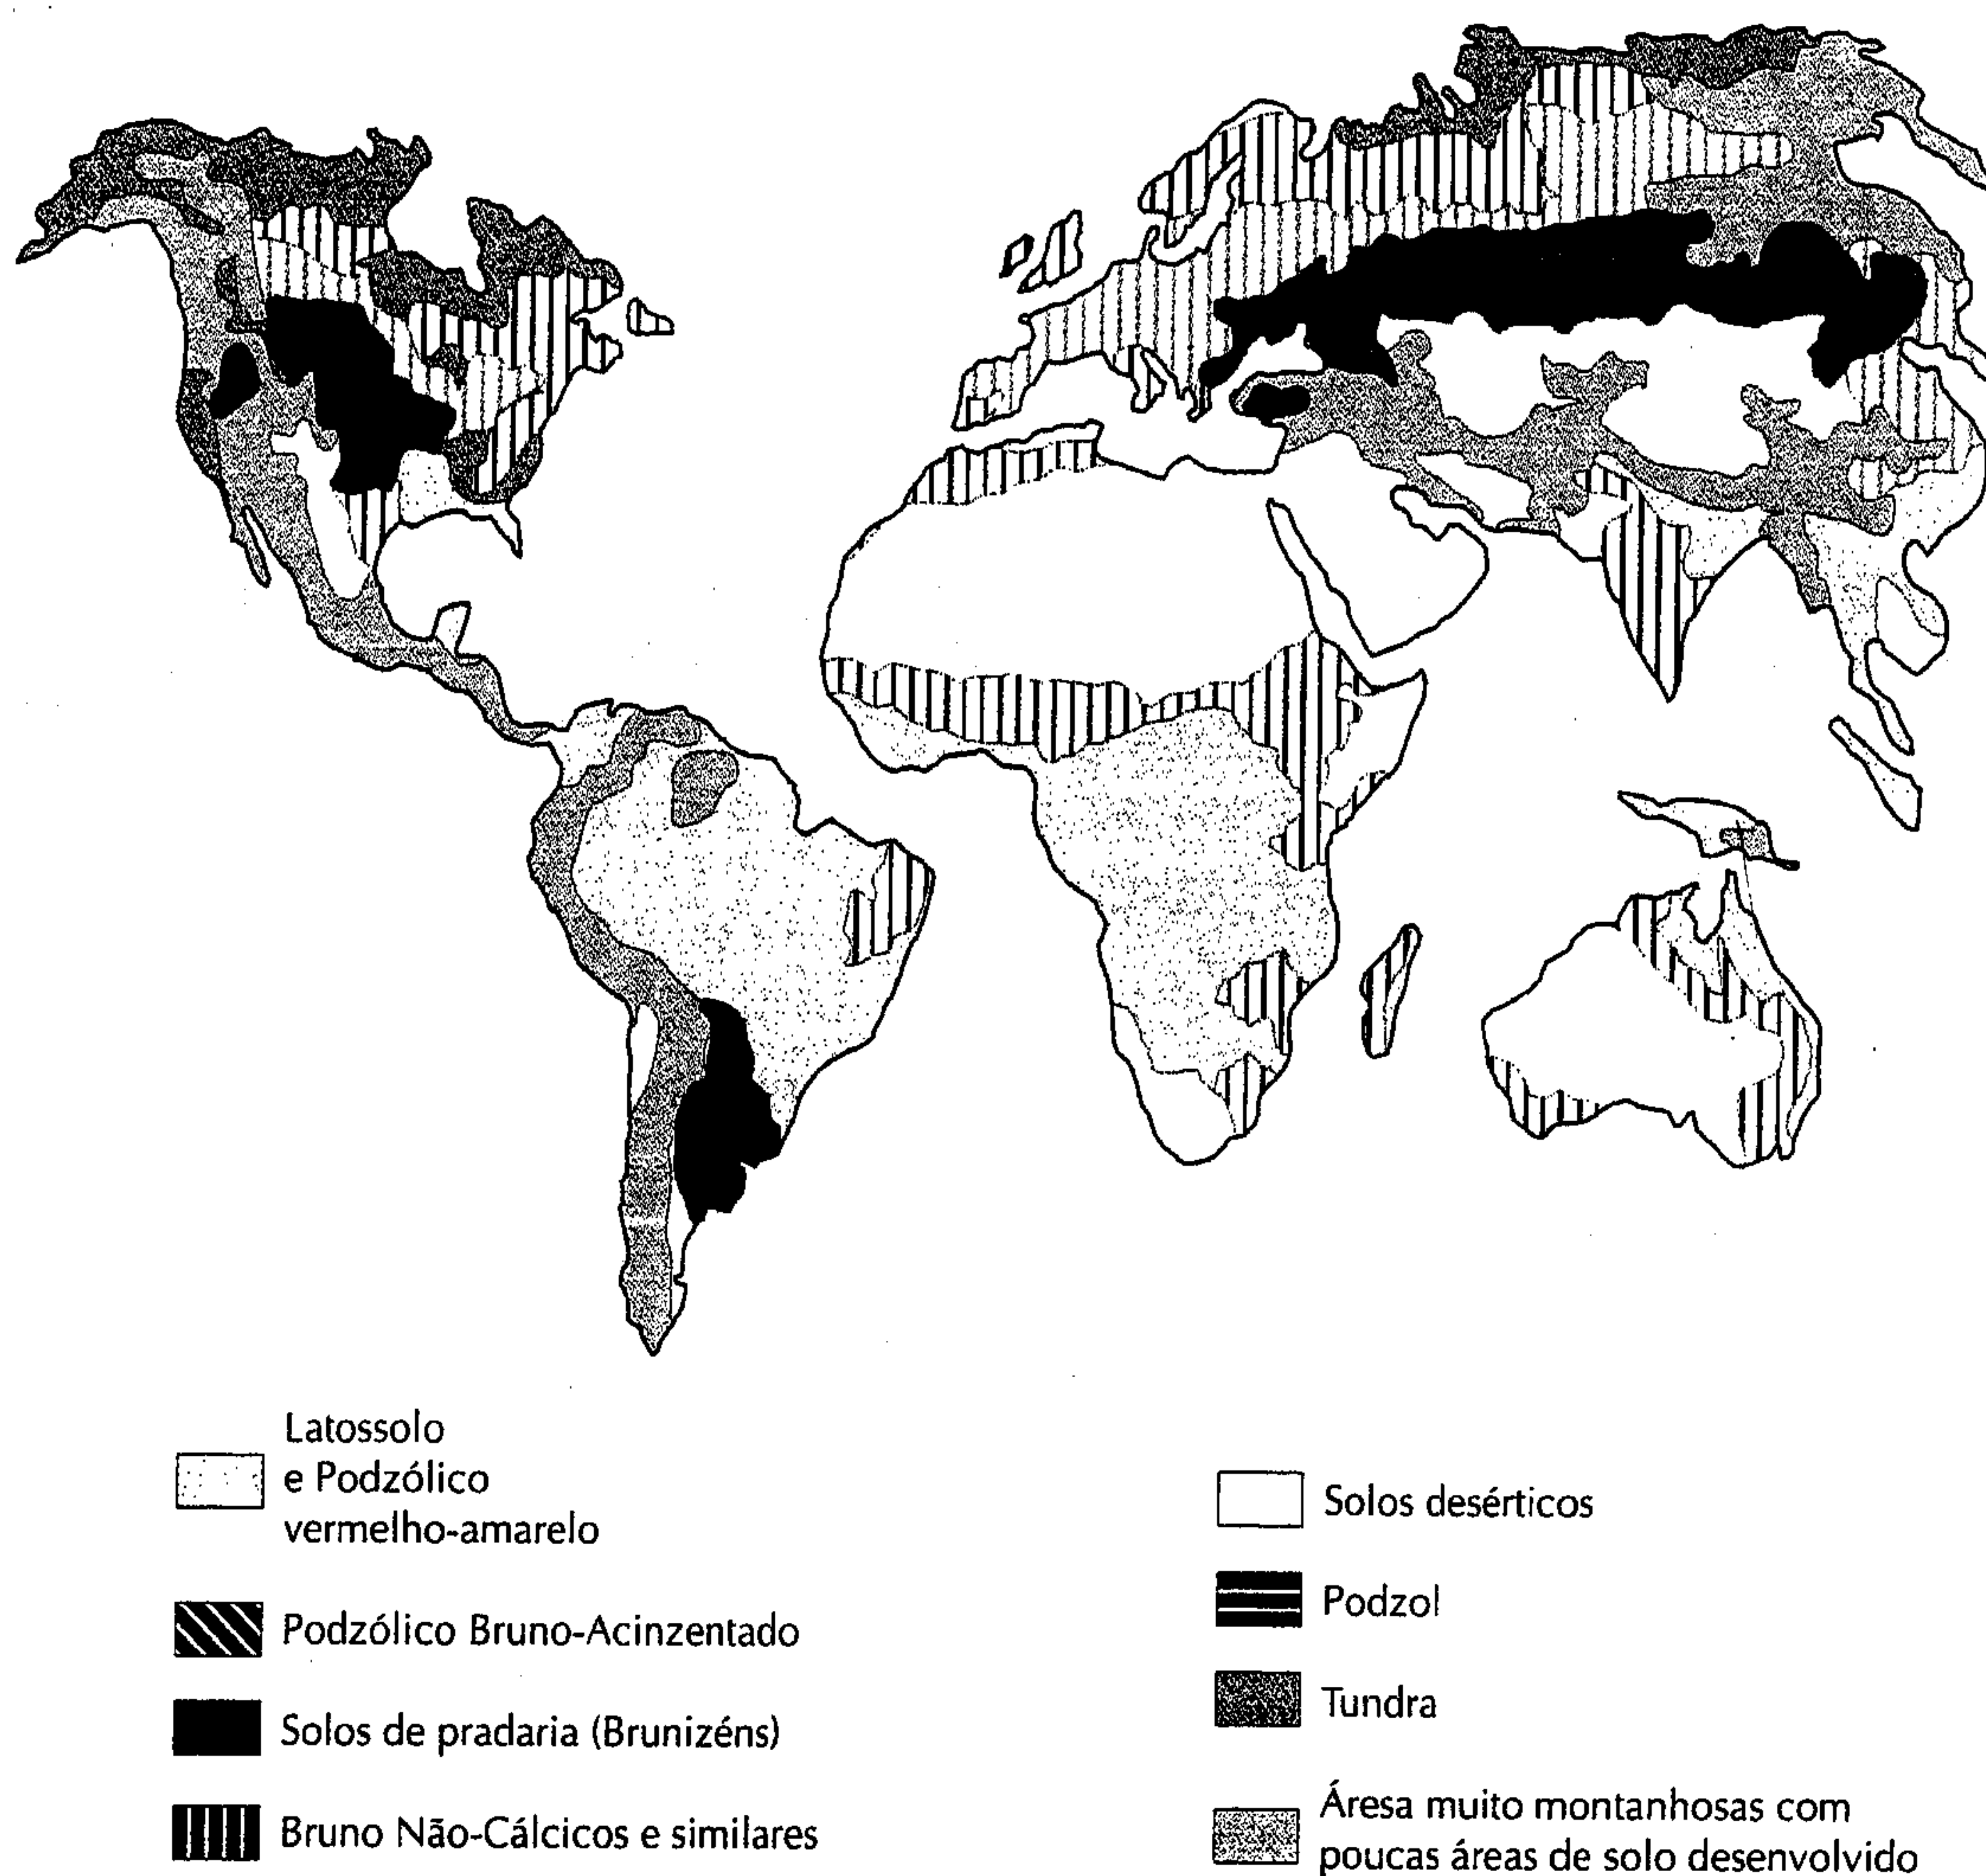 Latossolo
e Podzólico
vermelho-amarelo
Podzólico Bruno-Acinzentado
Solos de pradaria (Brunizéns)
Bruno Não-Cálcicos e similares
Solos desérticos
Podzol
Tundra
Áresa muito montanhosas com
poucas áreas de solo desenvolvido